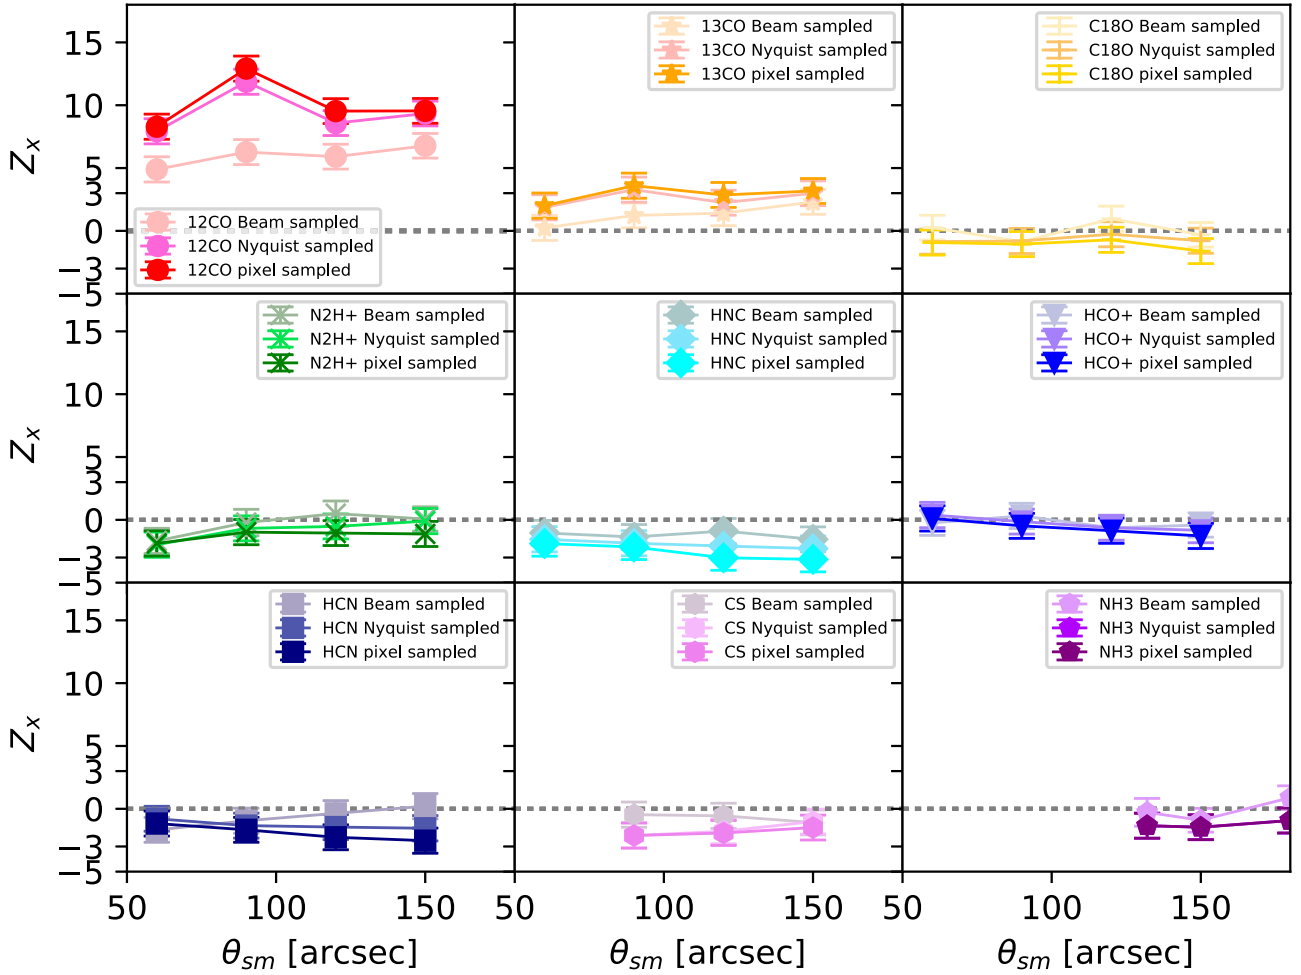 15
10
5
3
0
−3
−5
Z_x
12CO Beam sampled
12CO Nyquist sampled
12CO pixel sampled
13CO Beam sampled
13CO Nyquist sampled
13CO pixel sampled
C18O Beam sampled
C18O Nyquist sampled
C18O pixel sampled
15
10
5
3
0
−3
−5
Z_x
N2H+ Beam sampled
N2H+ Nyquist sampled
N2H+ pixel sampled
HNC Beam sampled
HNC Nyquist sampled
HNC pixel sampled
HCO+ Beam sampled
HCO+ Nyquist sampled
HCO+ pixel sampled
15
10
5
3
0
−3
−5
Z_x
HCN Beam sampled
HCN Nyquist sampled
HCN pixel sampled
CS Beam sampled
CS Nyquist sampled
CS pixel sampled
NH3 Beam sampled
NH3 Nyquist sampled
NH3 pixel sampled
50 100 150
50 100 150
50 100 150
θ_sm [arcsec]
θ_sm [arcsec]
θ_sm [arcsec]